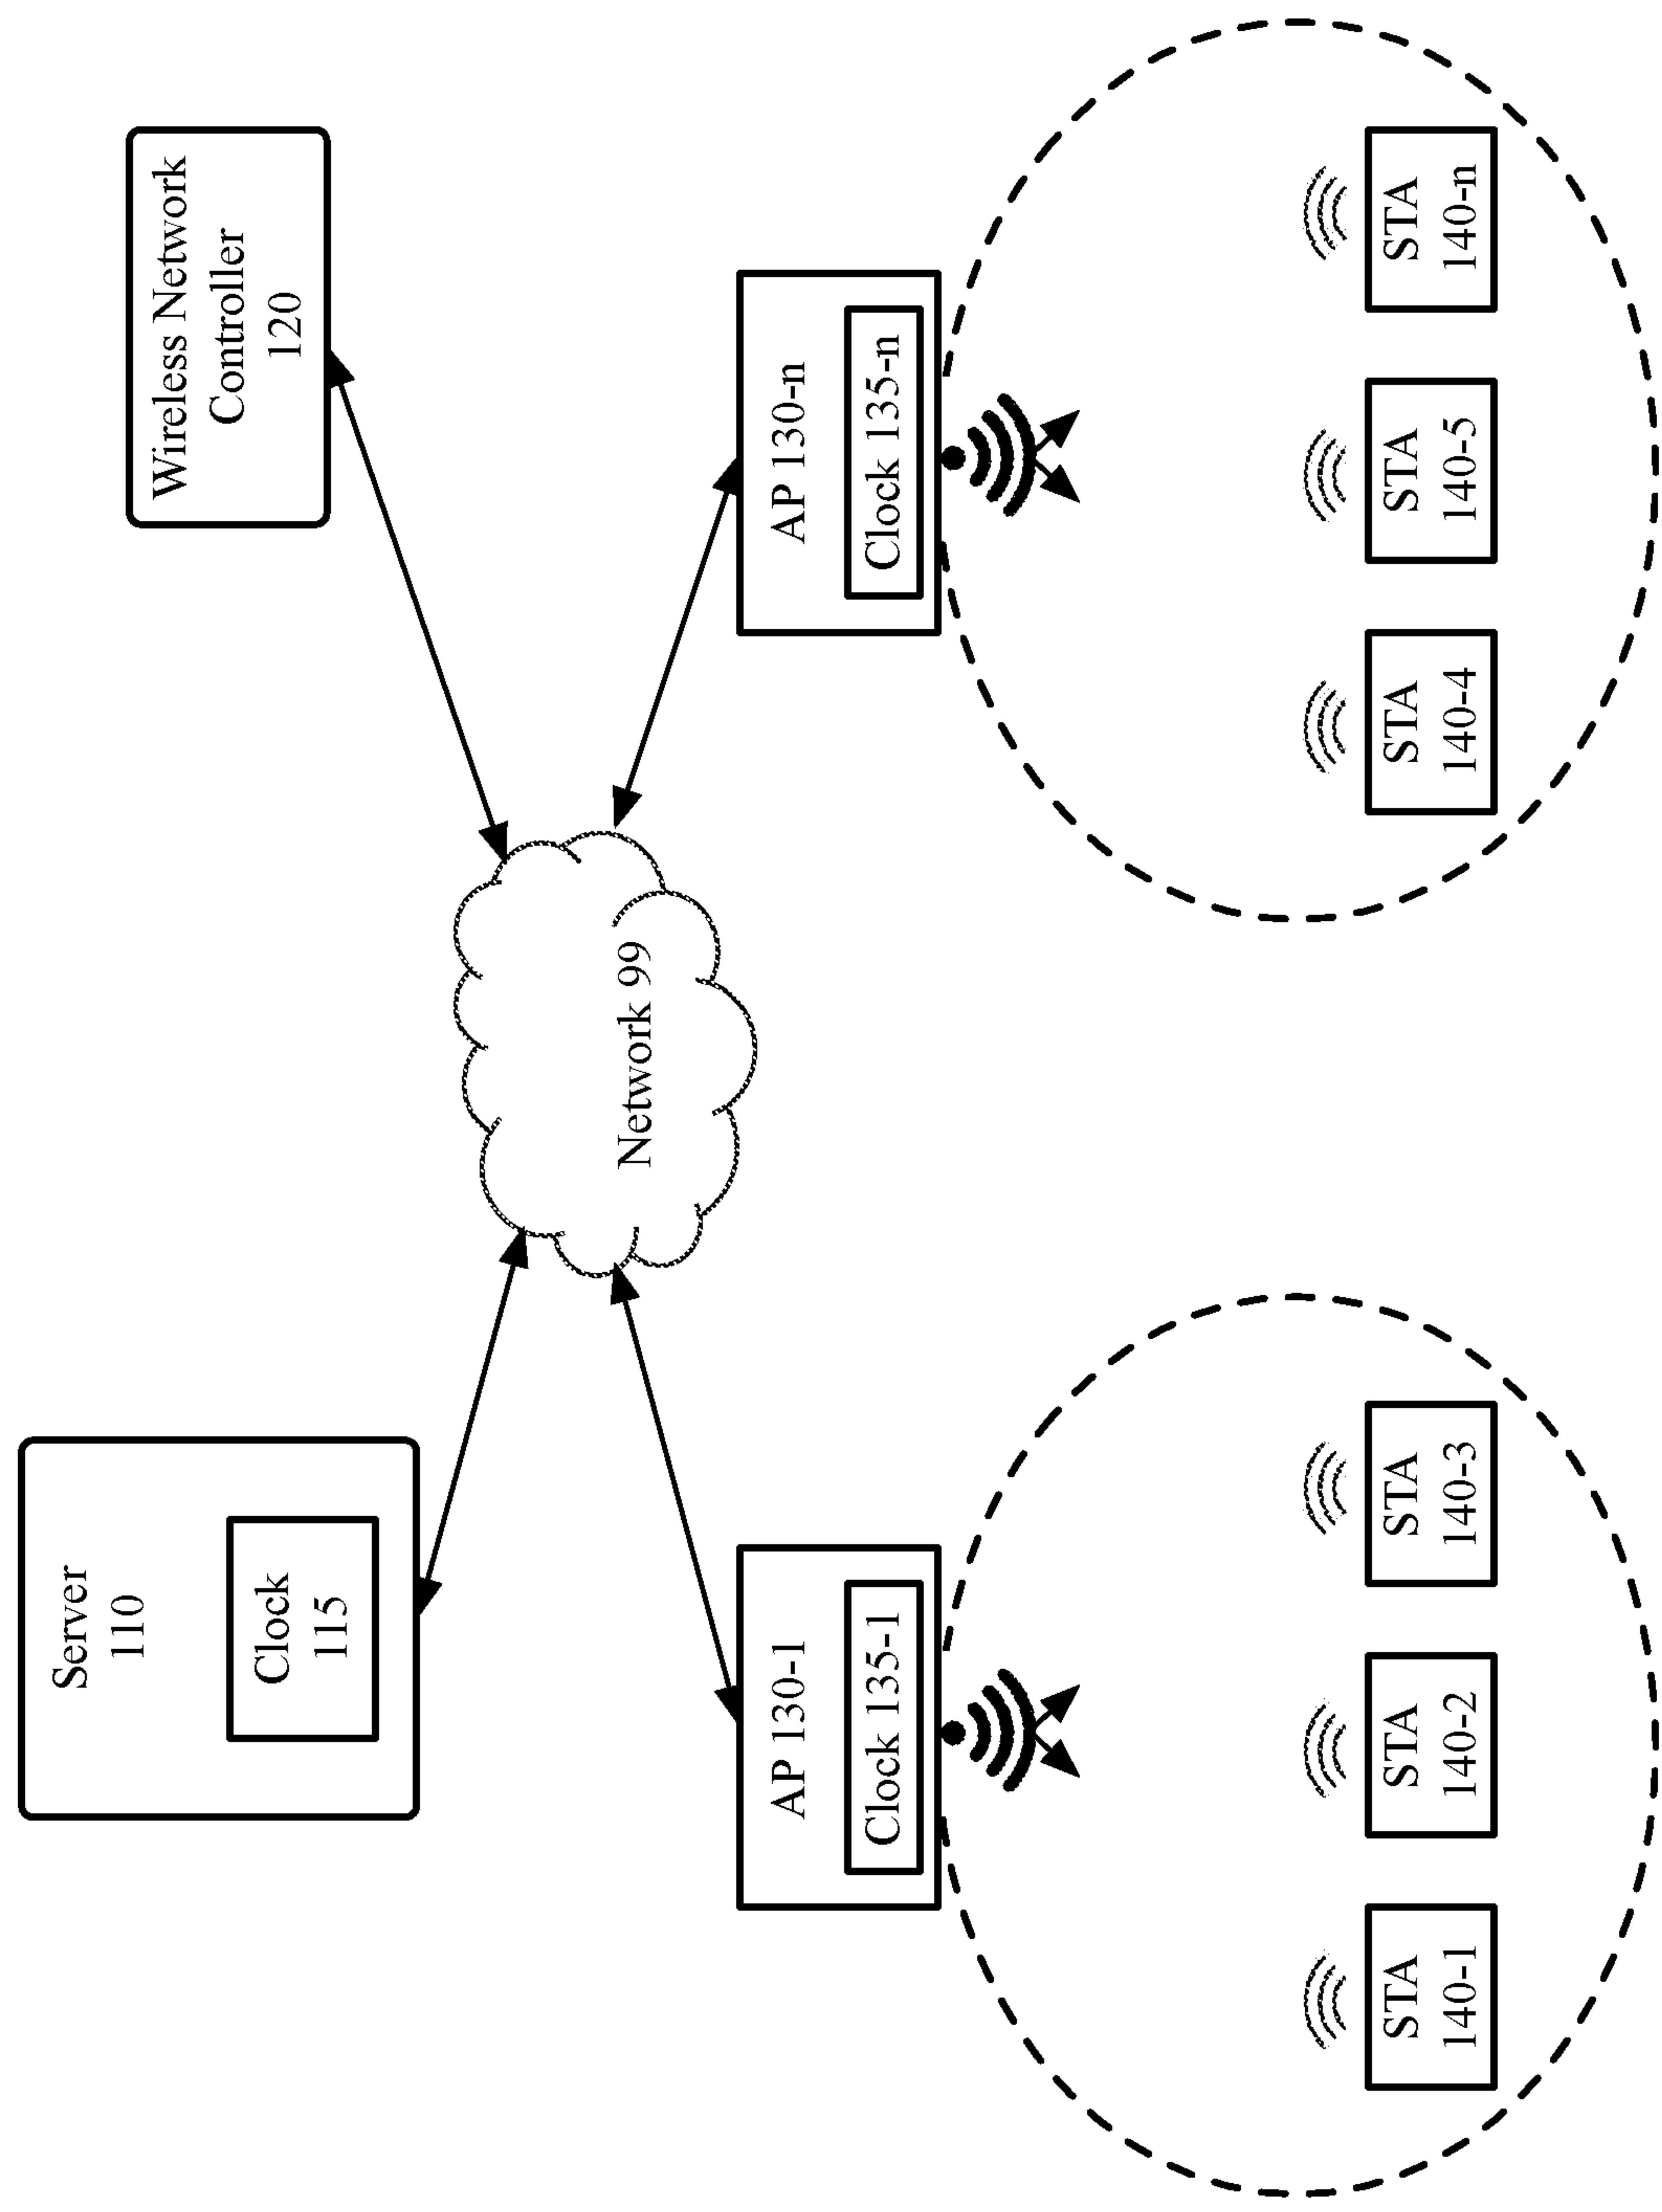 Server
110
Clock
115
Wireless Network
Controller
120
Network 99
AP 130-1
Clock 135-1
AP 130-n
Clock 135-n
STA
140-1
STA
140-2
STA
140-3
STA
140-4
STA
140-5
STA
140-n